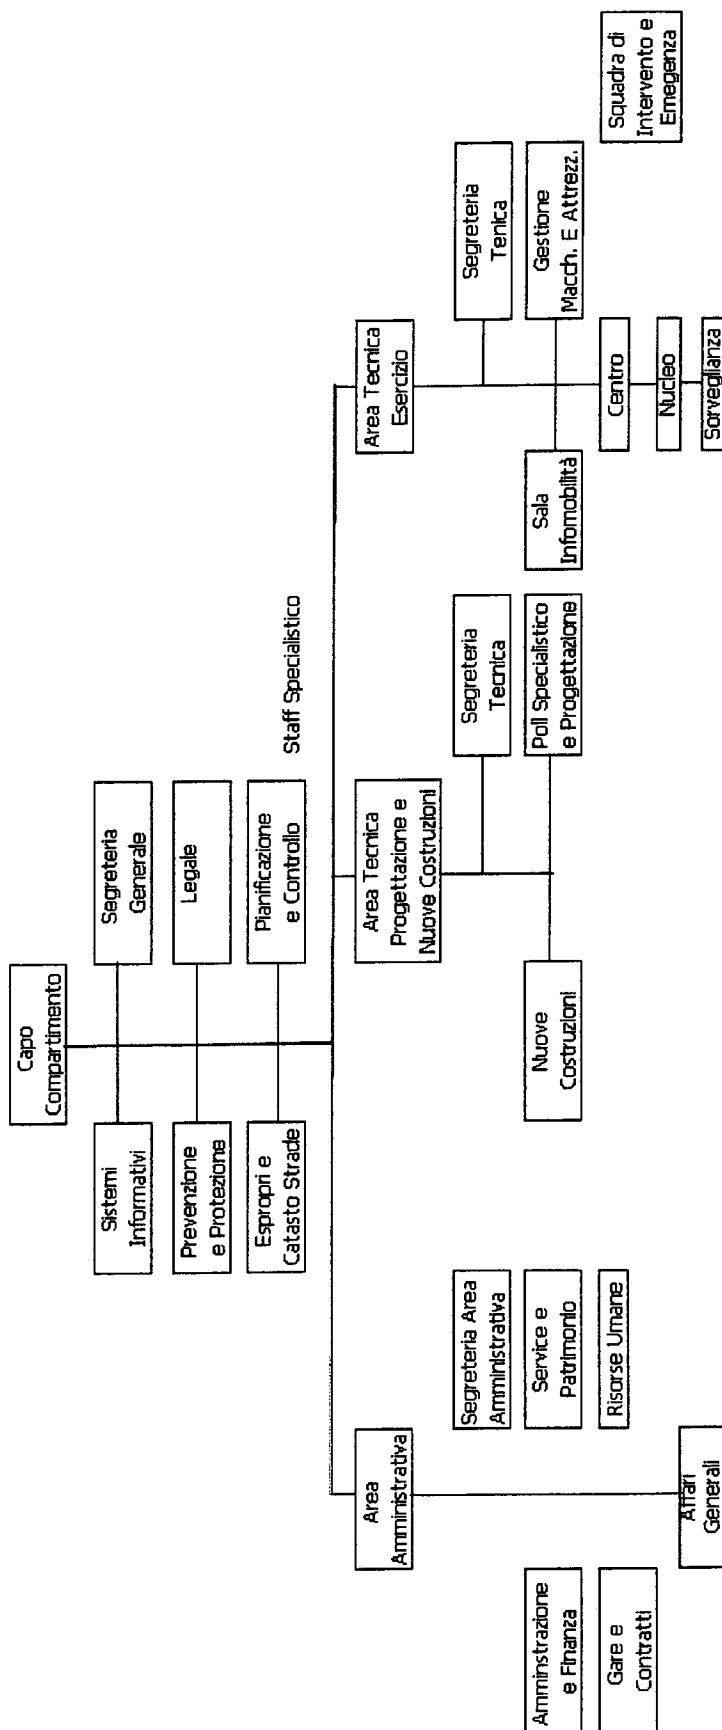 Capo
Compartimento
Sistemi
Informativi
Segreteria
Generale
Prevenzione
e Protezione
Legale
Espropri e
Catasto Strade
Pianificazione
e Controllo
Staff Specialistico
Area
Amministrativa
Area Tecnica
Progettazione e
Nuove Costruzioni
Area Tecnica
Esercizio
Segreteria Area
Amministrativa
Amminstrazione
e Finanza
Service e
Patrimonio
Gare e
Contratti
Risorse Umane
Affari
Generali
Segreteria
Tecnica
Nuove
Costruzioni
Poll Specialistico
e Progettazione
Segreteria
Tenica
Sala
Infomobilità
Gestione
Macch. E Attrezz.
Centro
Squadra di
Intervento e
Emegenza
Nucleo
Sorveglianza